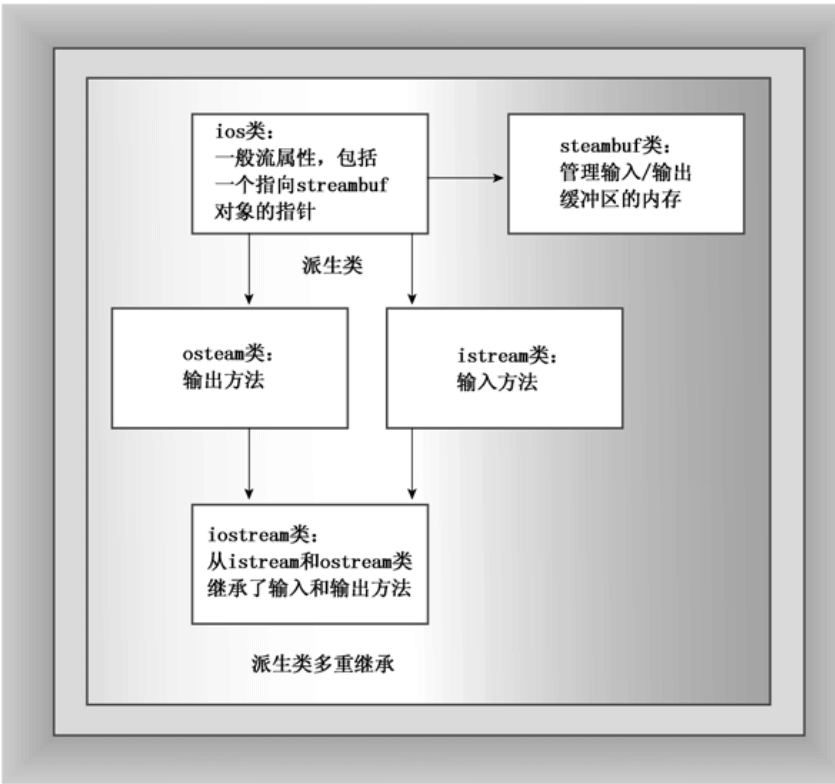 ios类：
一般流属性，包括
一个指向streambuf
对象的指针
steambuf类：
管理输入/输出
缓冲区的内存
派生类
osteam类：
输出方法
istream类：
输入方法
iostream类：
从istream和ostream类
继承了输入和输出方法
派生类多重继承